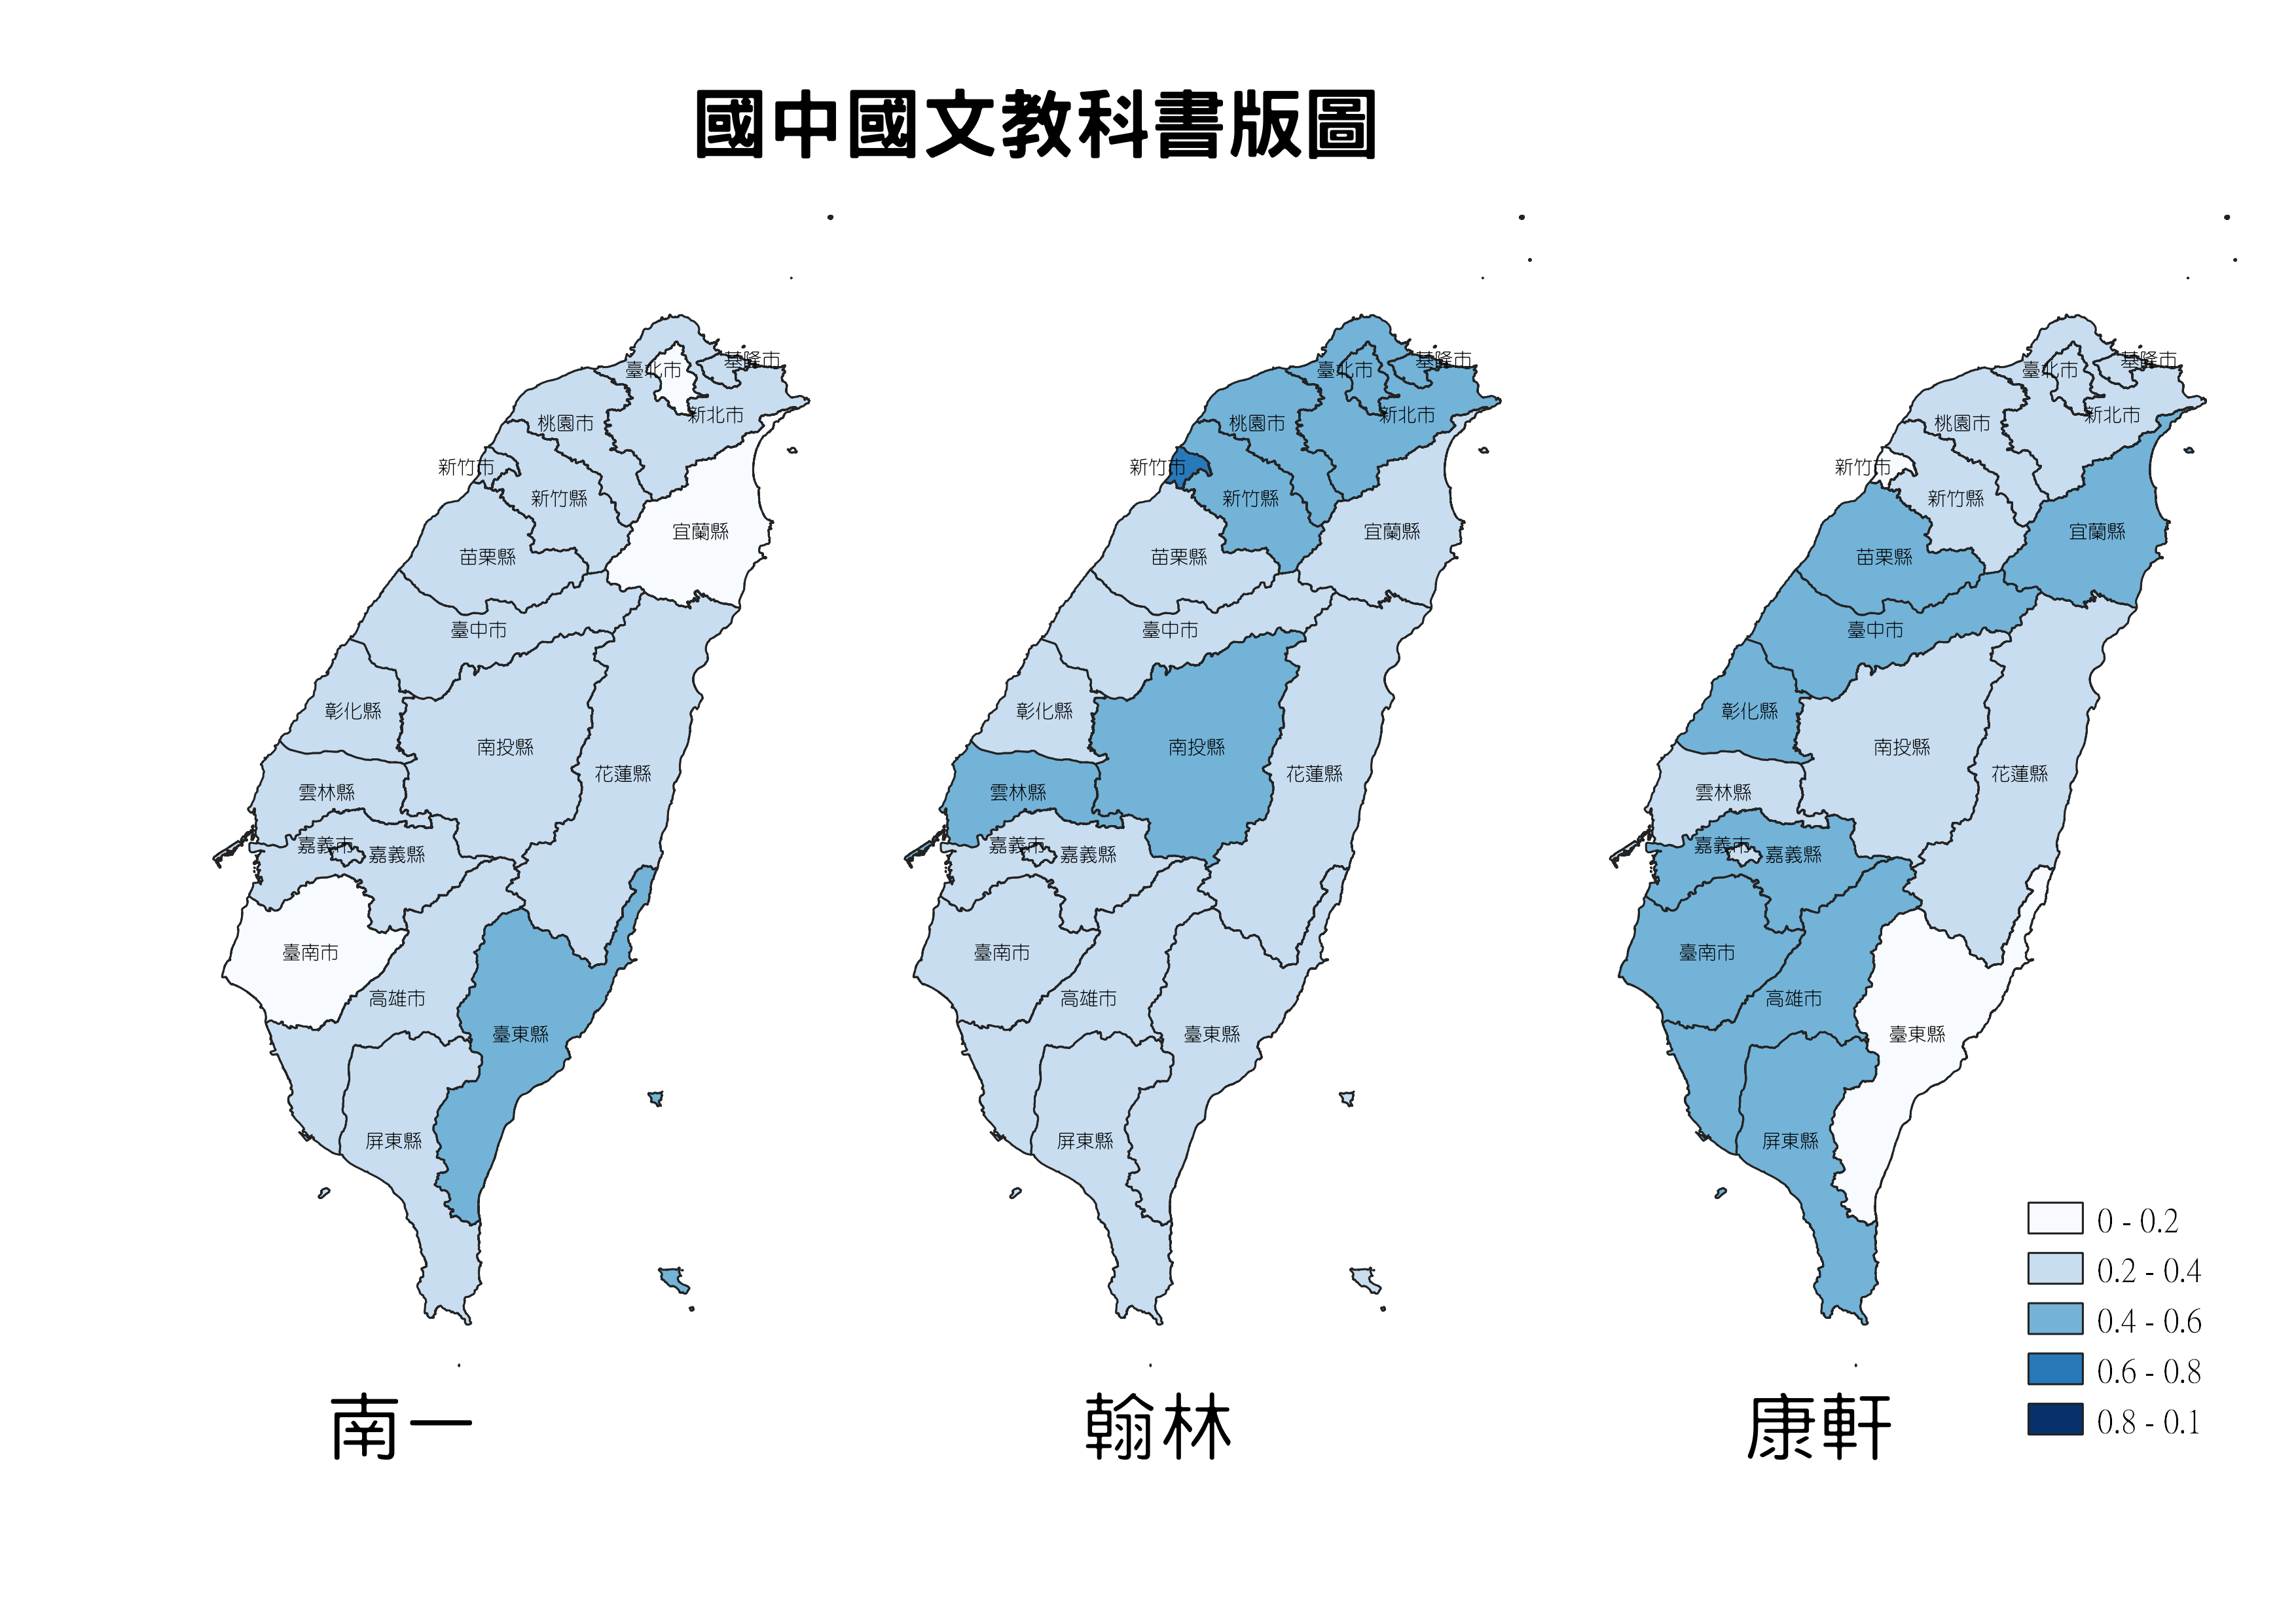 國中國文教科書版圖
基隆市
臺北市
新北市
桃園市
新竹市
新竹縣
宜蘭縣
苗栗縣
臺中市
彰化縣
南投縣
花蓮縣
雲林縣
嘉義市
嘉義縣
臺南市
高雄市
臺東縣
屏東縣
南一
基隆市
臺北市
新北市
桃園市
新竹市
新竹縣
宜蘭縣
苗栗縣
臺中市
彰化縣
南投縣
花蓮縣
雲林縣
嘉義市
嘉義縣
臺南市
高雄市
臺東縣
屏東縣
翰林
基隆市
臺北市
新北市
桃園市
新竹市
新竹縣
宜蘭縣
苗栗縣
臺中市
彰化縣
南投縣
花蓮縣
雲林縣
嘉義市
嘉義縣
臺南市
高雄市
臺東縣
屏東縣
康軒
0 - 0.2
0.2 - 0.4
0.4 - 0.6
0.6 - 0.8
0.8 - 0.1